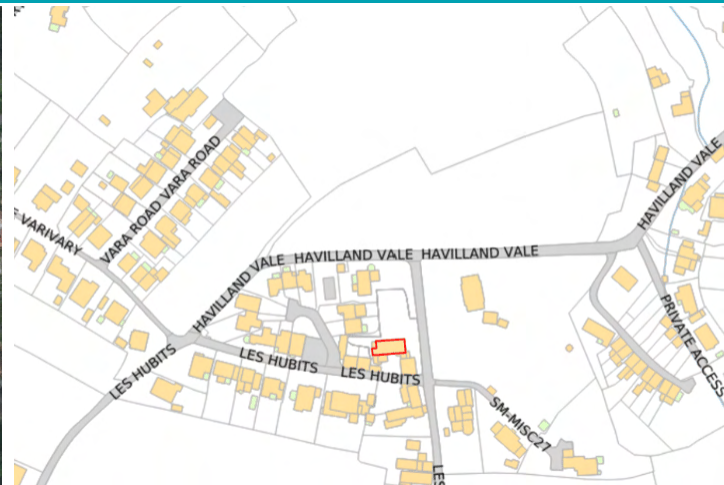 HAVILLAND VALE
VARA ROAD VARA ROAD
VARIVARY
HAVILLAND VALE
HAVILLAND VALE
HAVILLAND VALE
PRIVATE ACCESS
LES HUBITS
LES HUBITS
LES HUBITS
SM-MISC27
LES